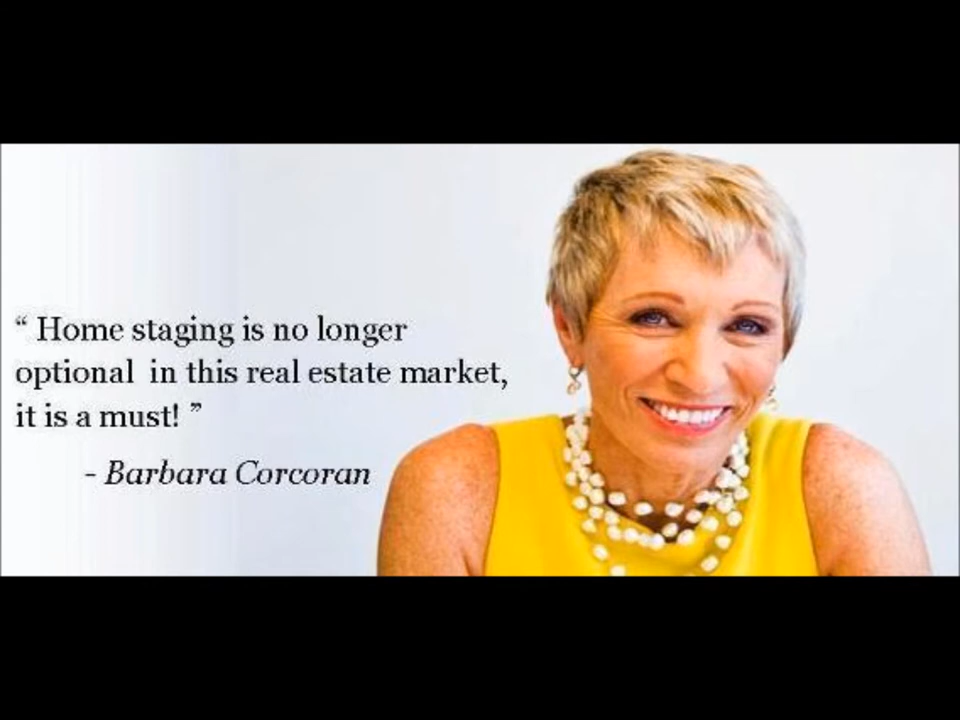 “ Home staging is no longer
optional  in this real estate market,
it is a must! ”
- Barbara Corcoran